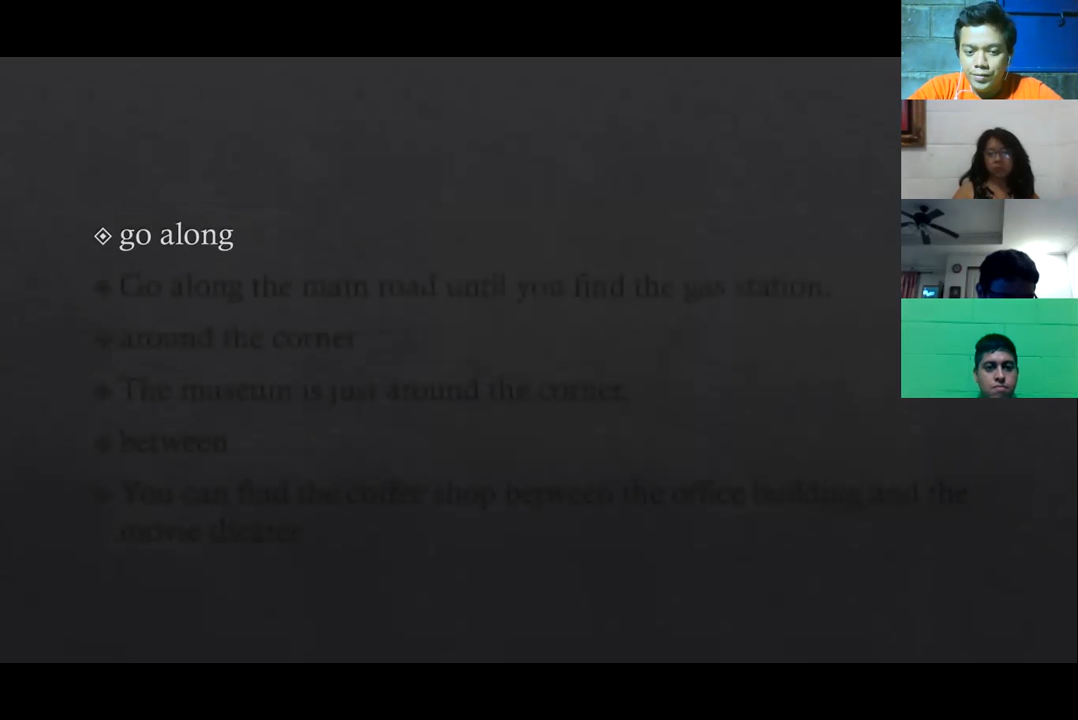 go along
Go along the main road until you find the gas station.
around the corner
The museum is just around the corner.
between
You can find the coffee shop between the office building and the
movie theater